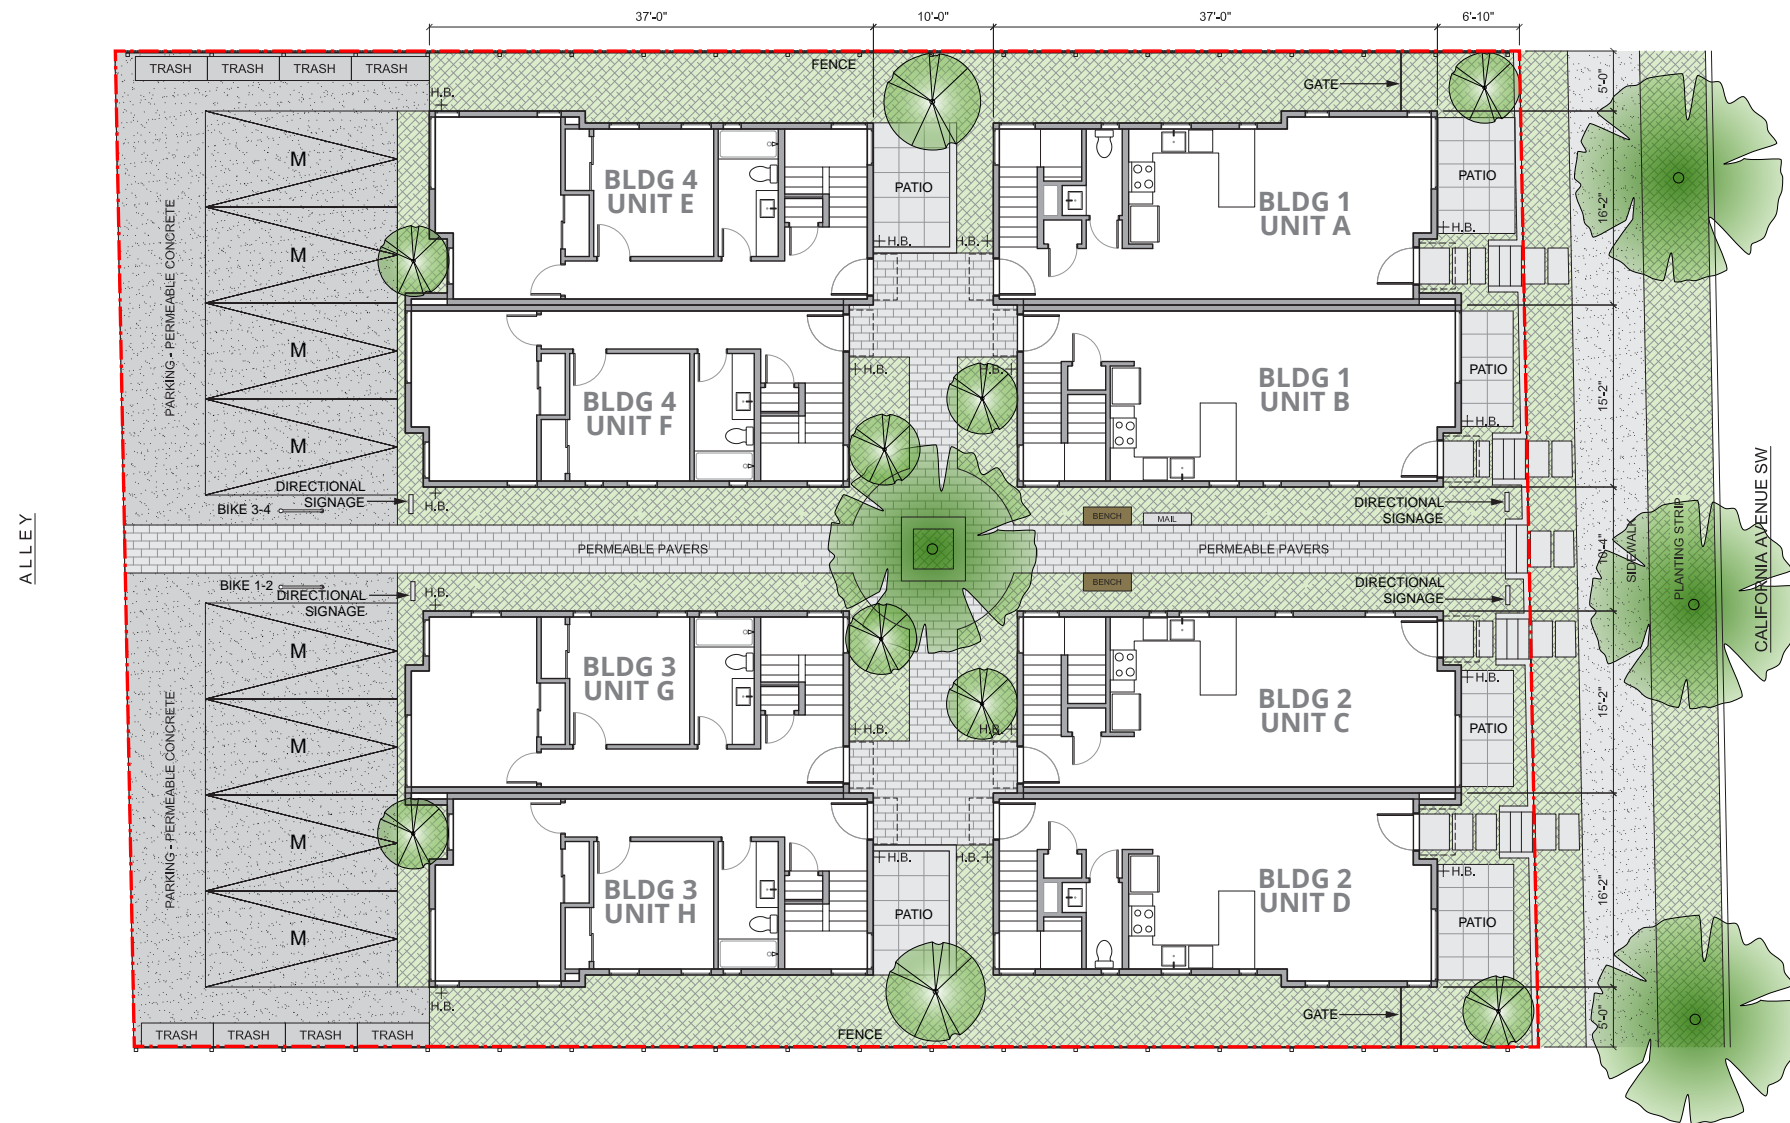 37'-0"
10'-0"
37'-0"
6'-10"
TRASH
TRASH
TRASH
TRASH
FENCE
GATE
5'-0"
H.B.
M
BLDG 4
UNIT E
PATIO
BLDG 1
UNIT A
PATIO
16'-2"
H.B.
H.B.
H.B.
M
PARKING - PERMEABLE CONCRETE
M
BLDG 4
UNIT F
H.B.
H.B.
BLDG 1
UNIT B
PATIO
15'-2"
H.B.
M
DIRECTIONAL
SIGNAGE
BIKE 3-4
H.B.
BENCH
MAIL
DIRECTIONAL
SIGNAGE
ALLEY
PERMEABLE PAVERS
PERMEABLE PAVERS
10'-4"
SIDEWALK
PLANTING STRIP
CALIFORNIA AVENUE SW
BIKE 1-2
DIRECTIONAL
SIGNAGE
H.B.
BENCH
DIRECTIONAL
SIGNAGE
M
BLDG 3
UNIT G
H.B.
H.B.
BLDG 2
UNIT C
H.B.
PATIO
15'-2"
M
PARKING - PERMEABLE CONCRETE
M
BLDG 3
UNIT H
H.B.
H.B.
PATIO
BLDG 2
UNIT D
H.B.
PATIO
16'-2"
M
H.B.
GATE
5'-0"
TRASH
TRASH
TRASH
TRASH
FENCE